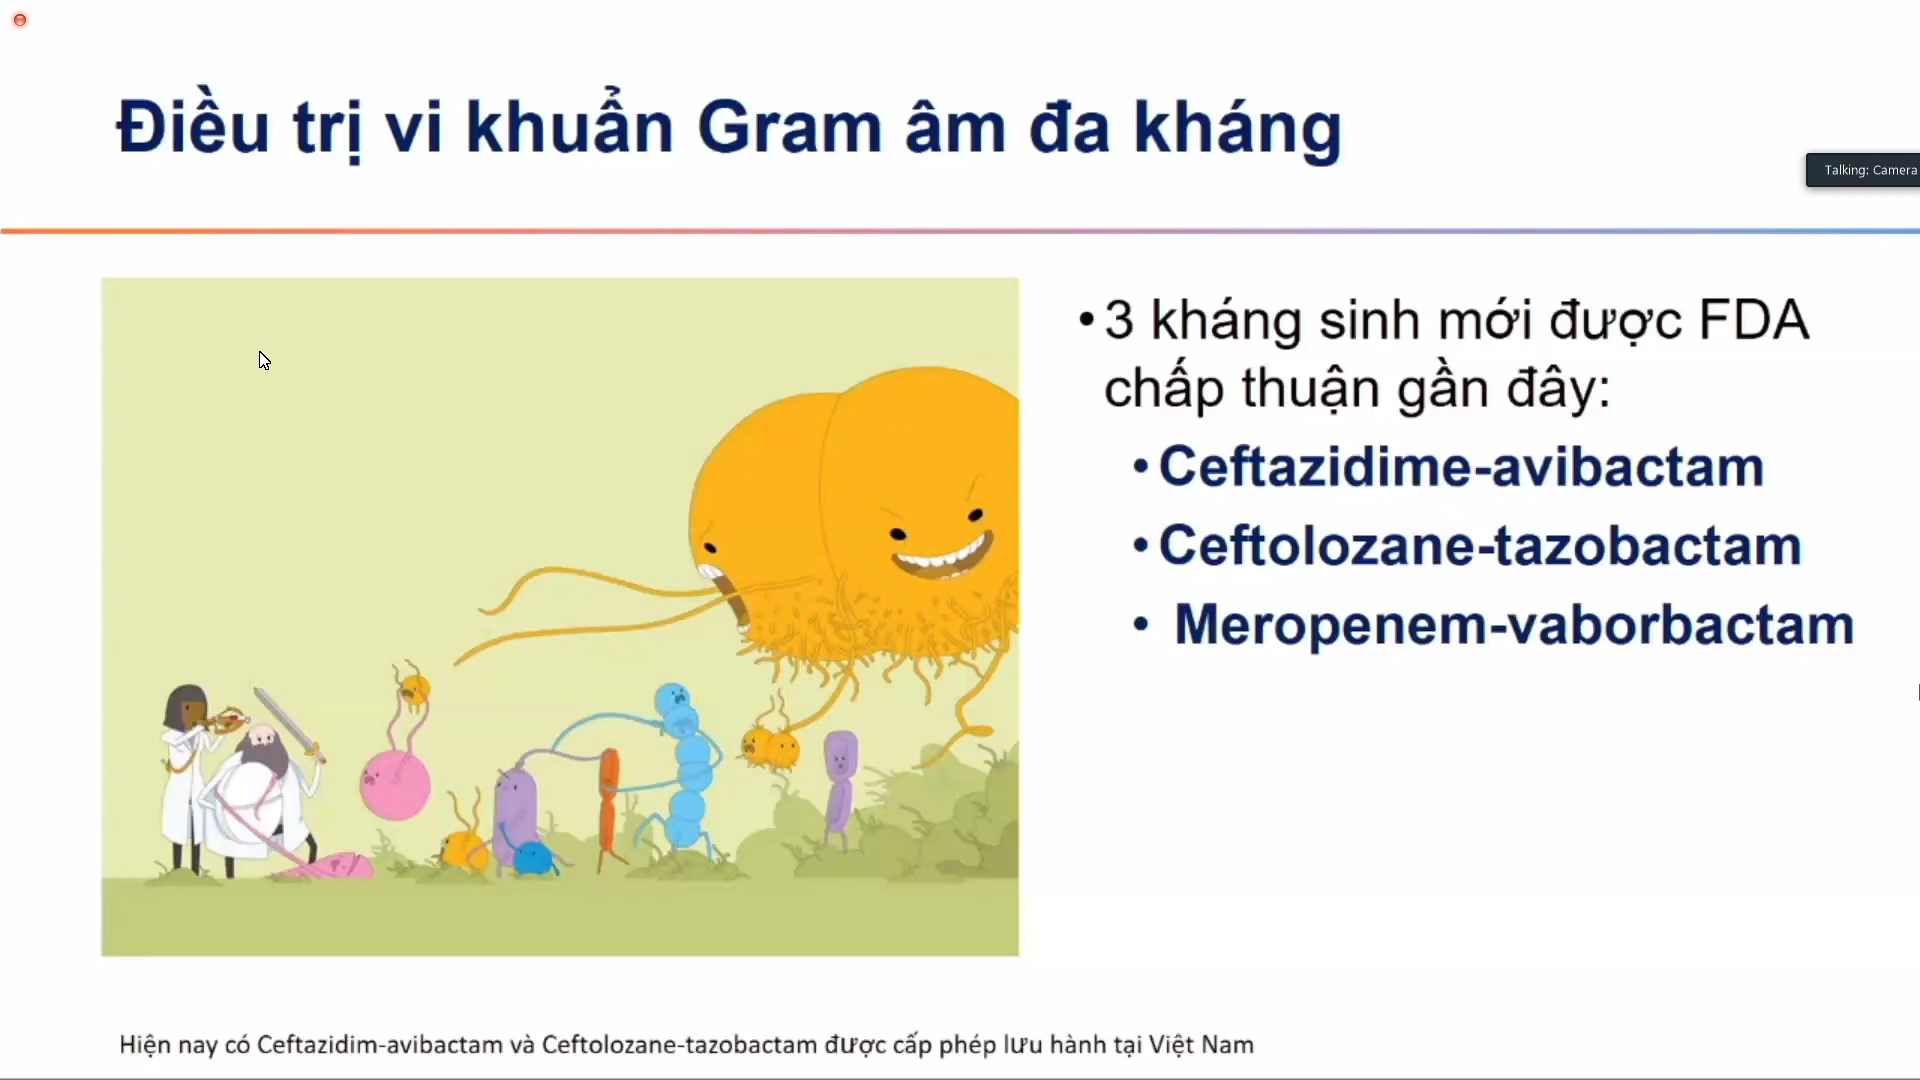 Điều trị vi khuẩn Gram âm đa kháng
Talking: Camera
• 3 kháng sinh mới được FDA
chấp thuận gần đây:
• Ceftazidime-avibactam
• Ceftolozane-tazobactam
• Meropenem-vaborbactam
Hiện nay có Ceftazidim-avibactam và Ceftolozane-tazobactam được cấp phép lưu hành tại Việt Nam